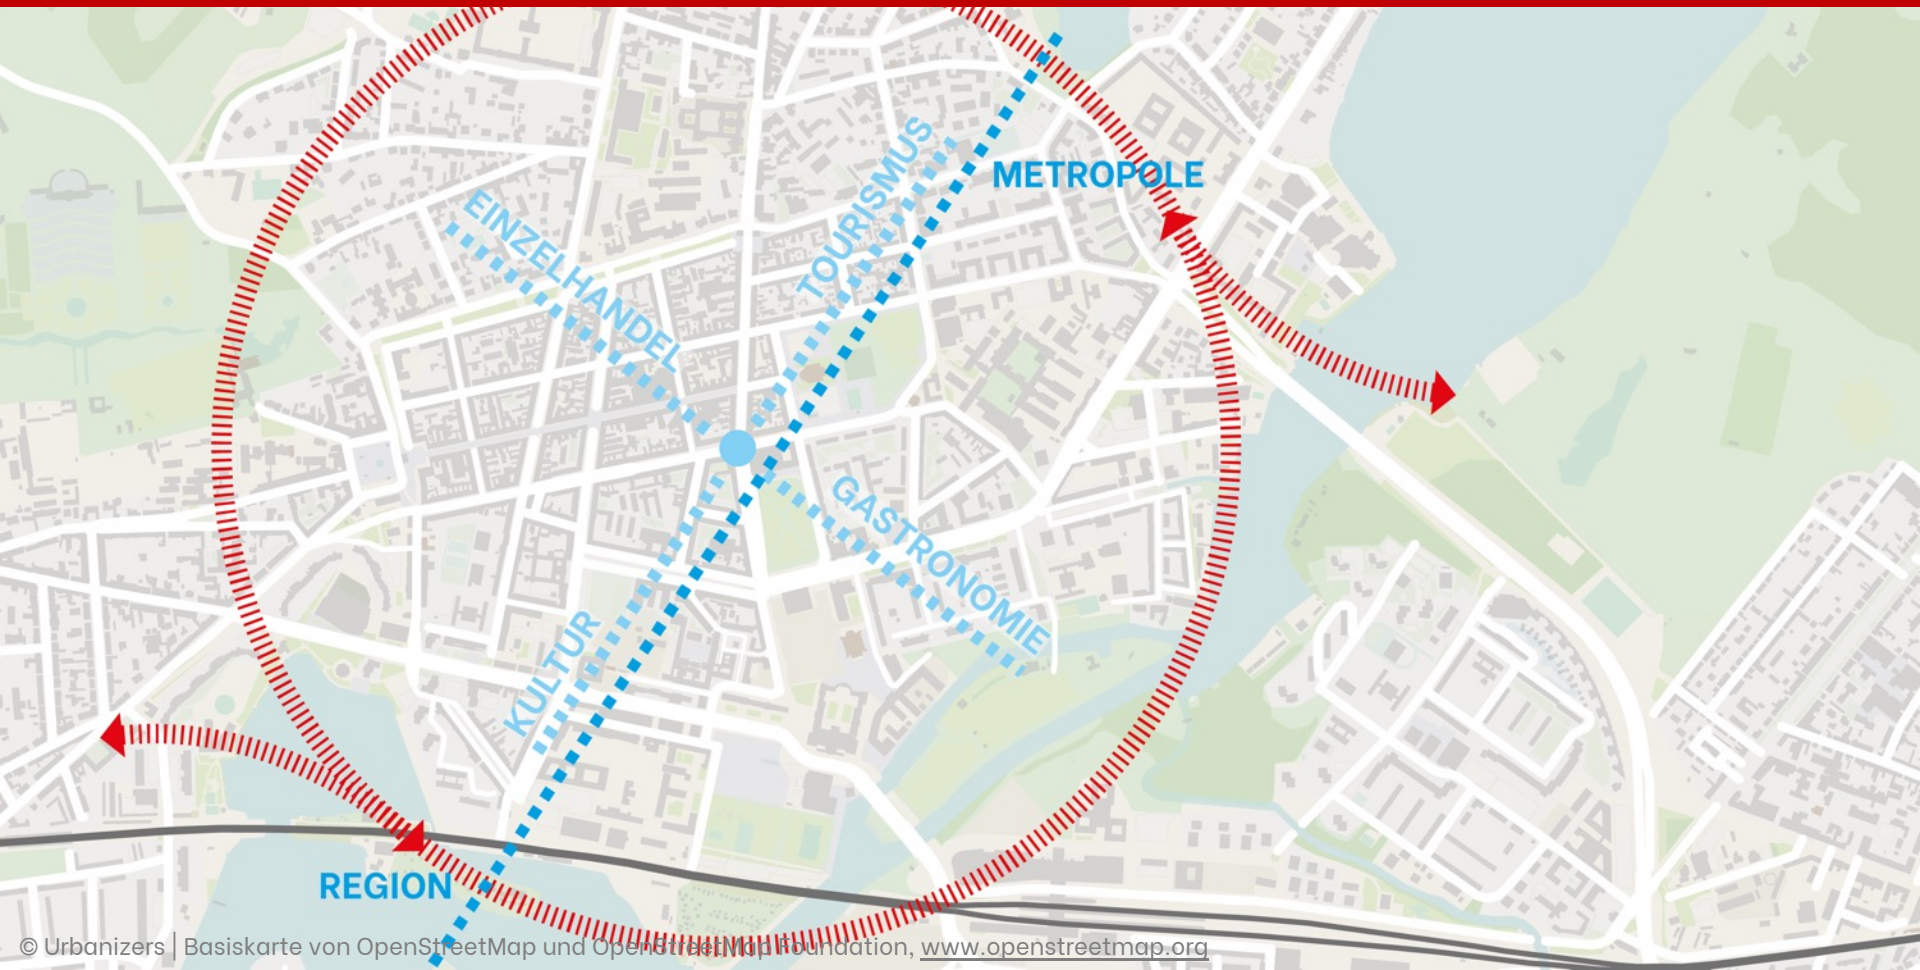 TOURISMUS
METROPOLE
EINZELHANDEL
GASTRONOMIE
KULTUR
REGION
© Urbanizers | Basiskarte von OpenStreetMap und OpenStreetMap Foundation, www.openstreetmap.org